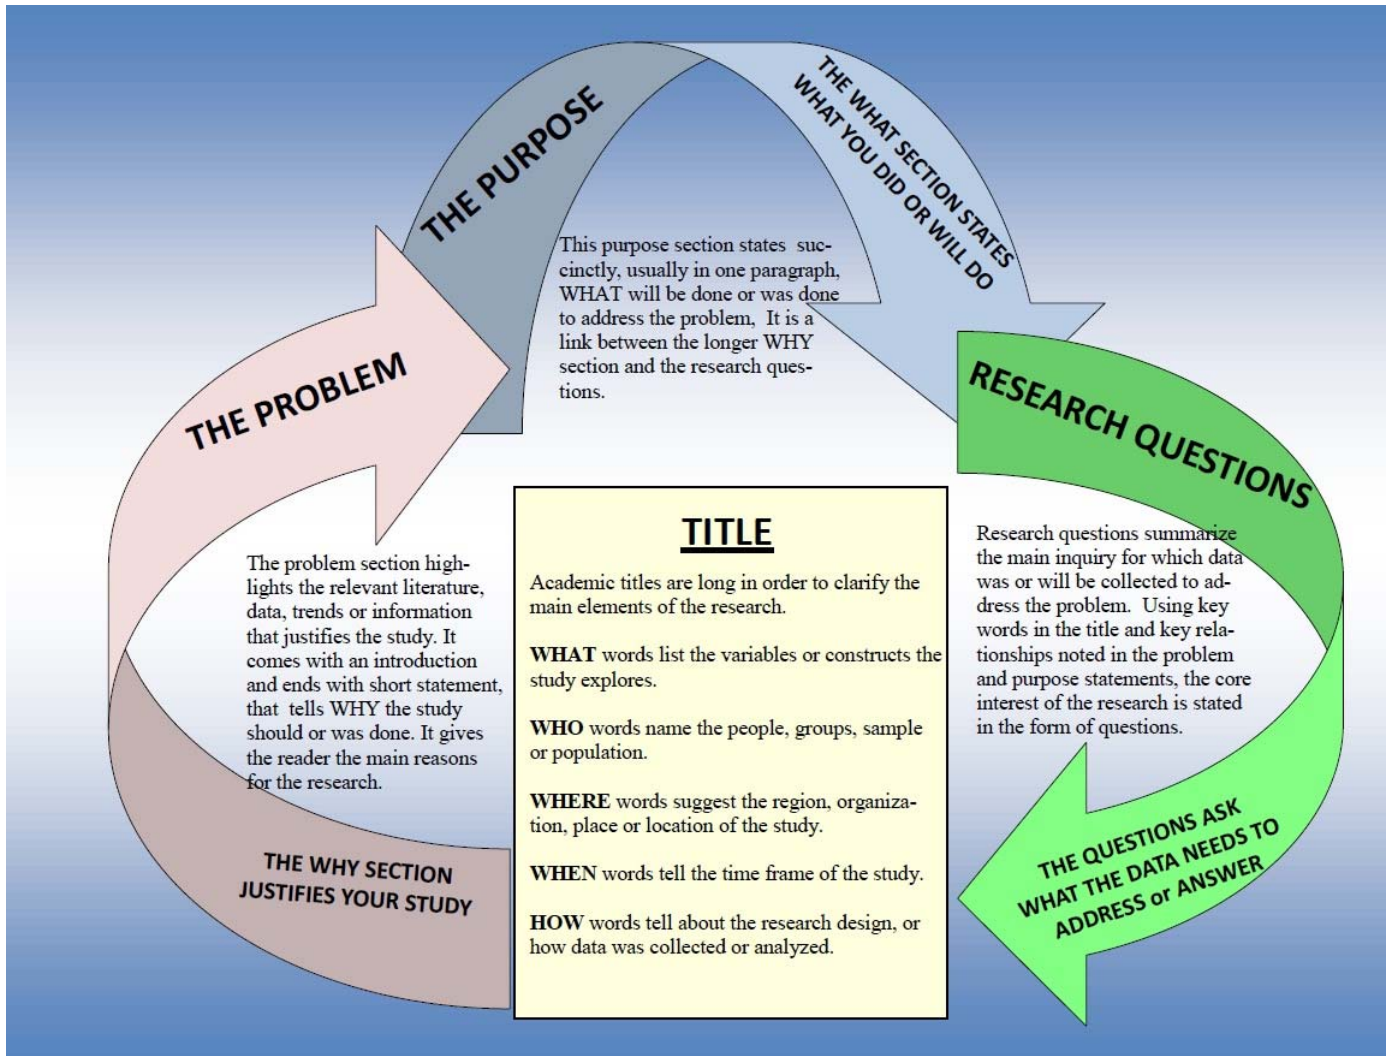 THE PURPOSE
THE WHAT SECTION STATES
WHAT YOU DID OR WILL DO
This purpose section states  suc-
cinctly, usually in one paragraph,
WHAT will be done or was done
to address the problem,  It is a
link between the longer WHY
section and the research ques-
tions.
THE PROBLEM
The problem section high-
lights the relevant literature,
data, trends or information
that justifies the study. It
comes with an introduction
and ends with short statement,
that  tells WHY the study
should or was done. It gives
the reader the main reasons
for the research.
THE WHY SECTION
JUSTIFIES YOUR STUDY
TITLE
Academic titles are long in order to clarify the
main elements of the research.
WHAT words list the variables or constructs the
study explores.
WHO words name the people, groups, sample
or population.
WHERE words suggest the region, organiza-
tion, place or location of the study.
WHEN words tell the time frame of the study.
HOW words tell about the research design, or
how data was collected or analyzed.
RESEARCH QUESTIONS
Research questions summarize
the main inquiry for which data
was or will be collected to ad-
dress the problem.  Using key
words in the title and key rela-
tionships noted in the problem
and purpose statements, the core
interest of the research is stated
in the form of questions.
THE QUESTIONS ASK
WHAT THE DATA NEEDS TO
ADDRESS or ANSWER